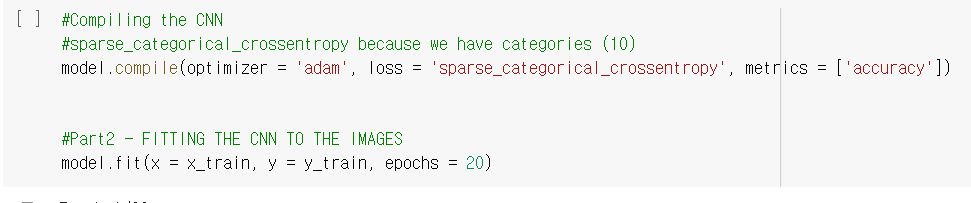 [ ] #Compiling the CNN
#sparse_categorical_crossentropy because we have categories (10)
model.compile(optimizer = 'adam', loss = 'sparse_categorical_crossentropy', metrics = ['accuracy'])
#Part2 - FITTING THE CNN TO THE IMAGES
model.fit(x = x_train, y = y_train, epochs = 20)